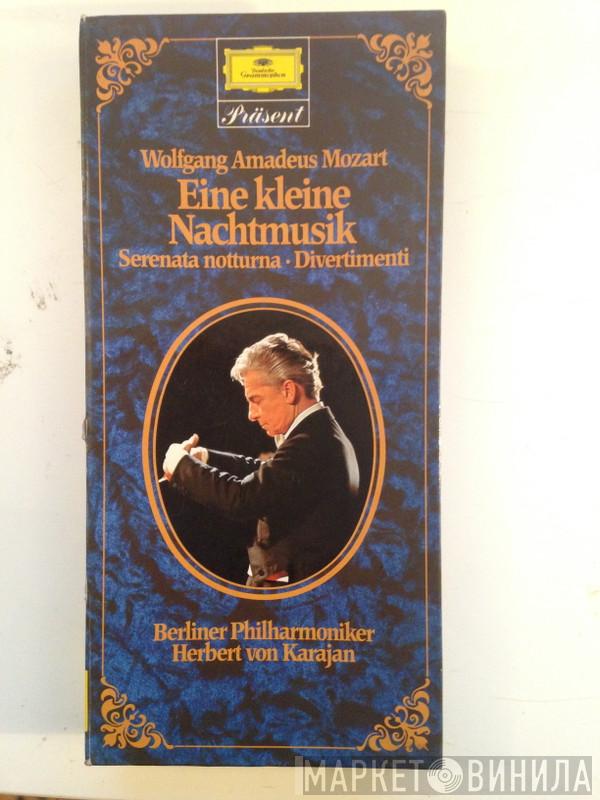 Deutsche
Grammophon
Präsent
Wolfgang Amadeus Mozart
Eine kleine
Nachtmusik
Serenata notturna · Divertimenti
Berliner Philharmoniker
Herbert von Karajan
МАРКЕТ ВИНИЛА